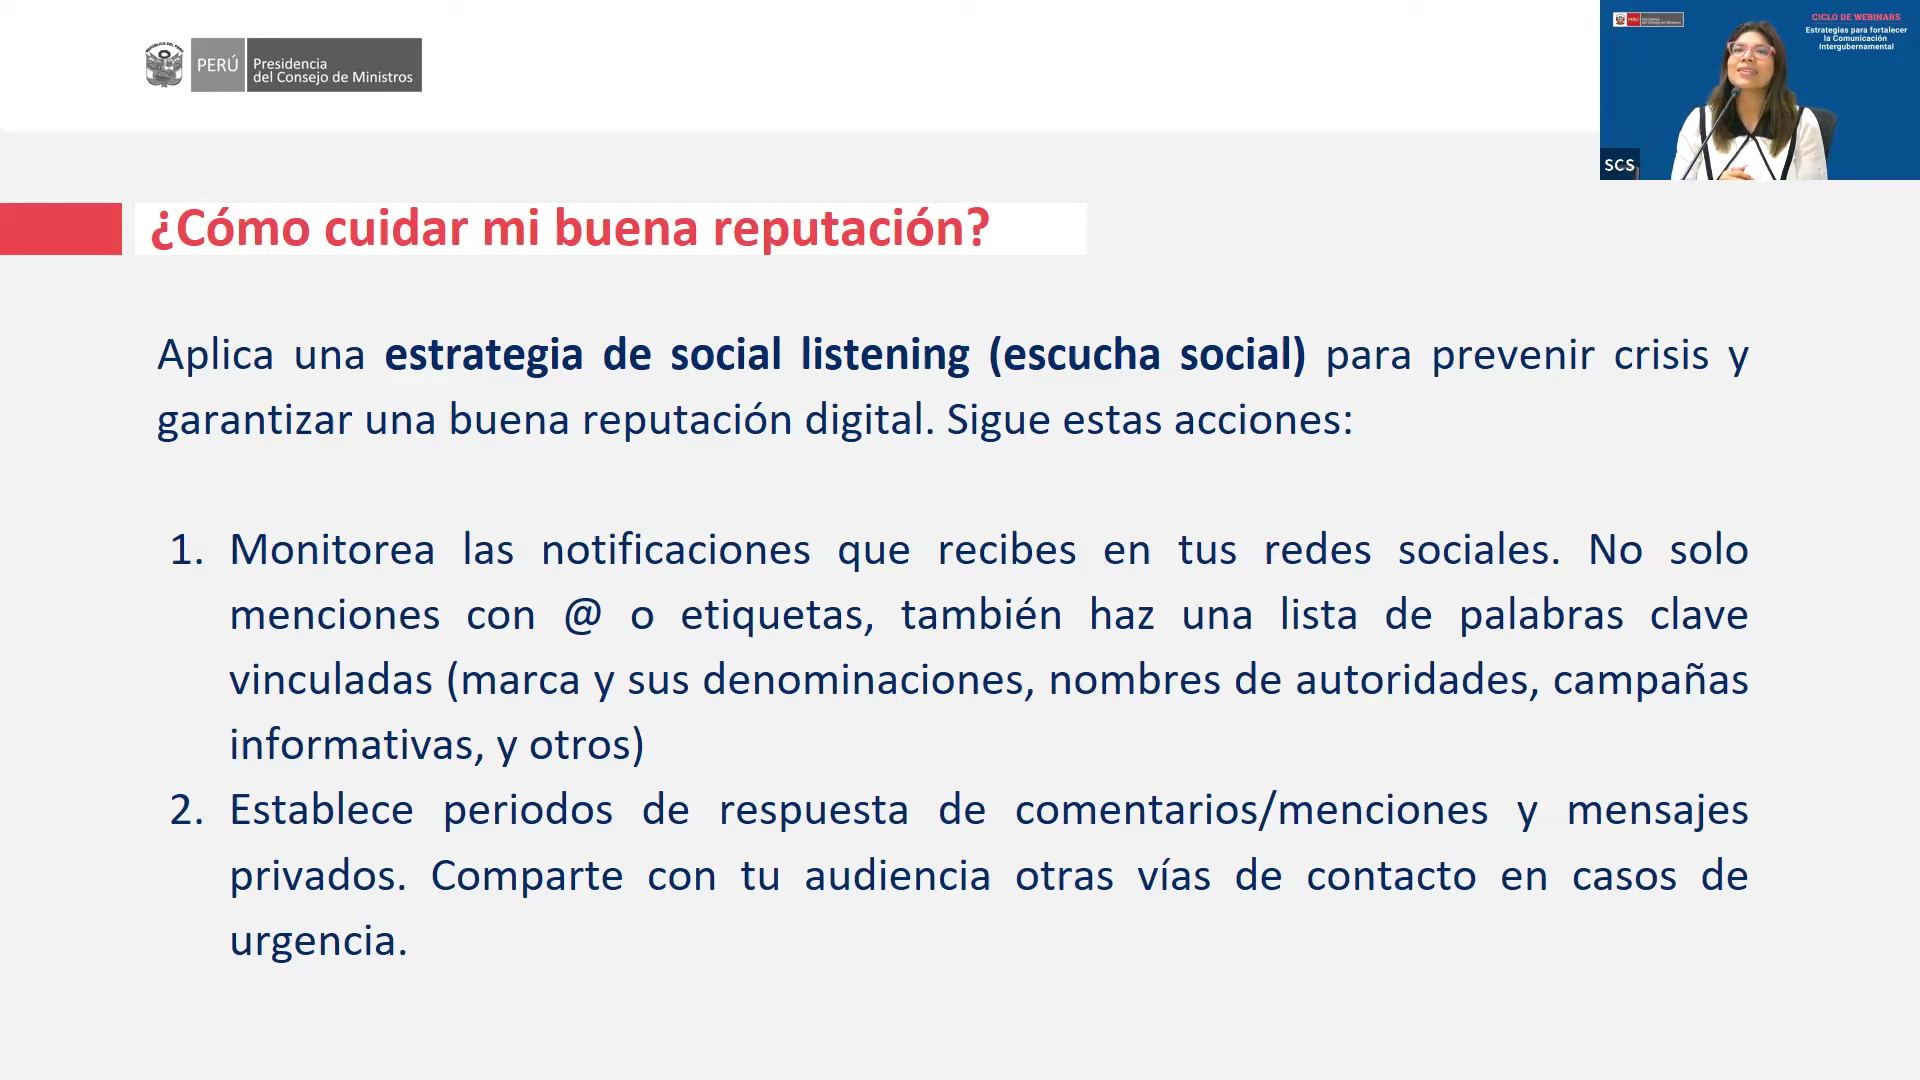 PERÚ
Presidencia
del Consejo de Ministros
CICLO DE WEBINARS
Estrategias para fortalecer
la Comunicación
Intergubernamental
SCS
¿Cómo cuidar mi buena reputación?
Aplica una estrategia de social listening (escucha social) para prevenir crisis y
garantizar una buena reputación digital. Sigue estas acciones:
1. Monitorea las notificaciones que recibes en tus redes sociales. No solo
menciones con @ o etiquetas, también haz una lista de palabras clave
vinculadas (marca y sus denominaciones, nombres de autoridades, campañas
informativas, y otros)
2. Establece periodos de respuesta de comentarios/menciones y mensajes
privados. Comparte con tu audiencia otras vías de contacto en casos de
urgencia.